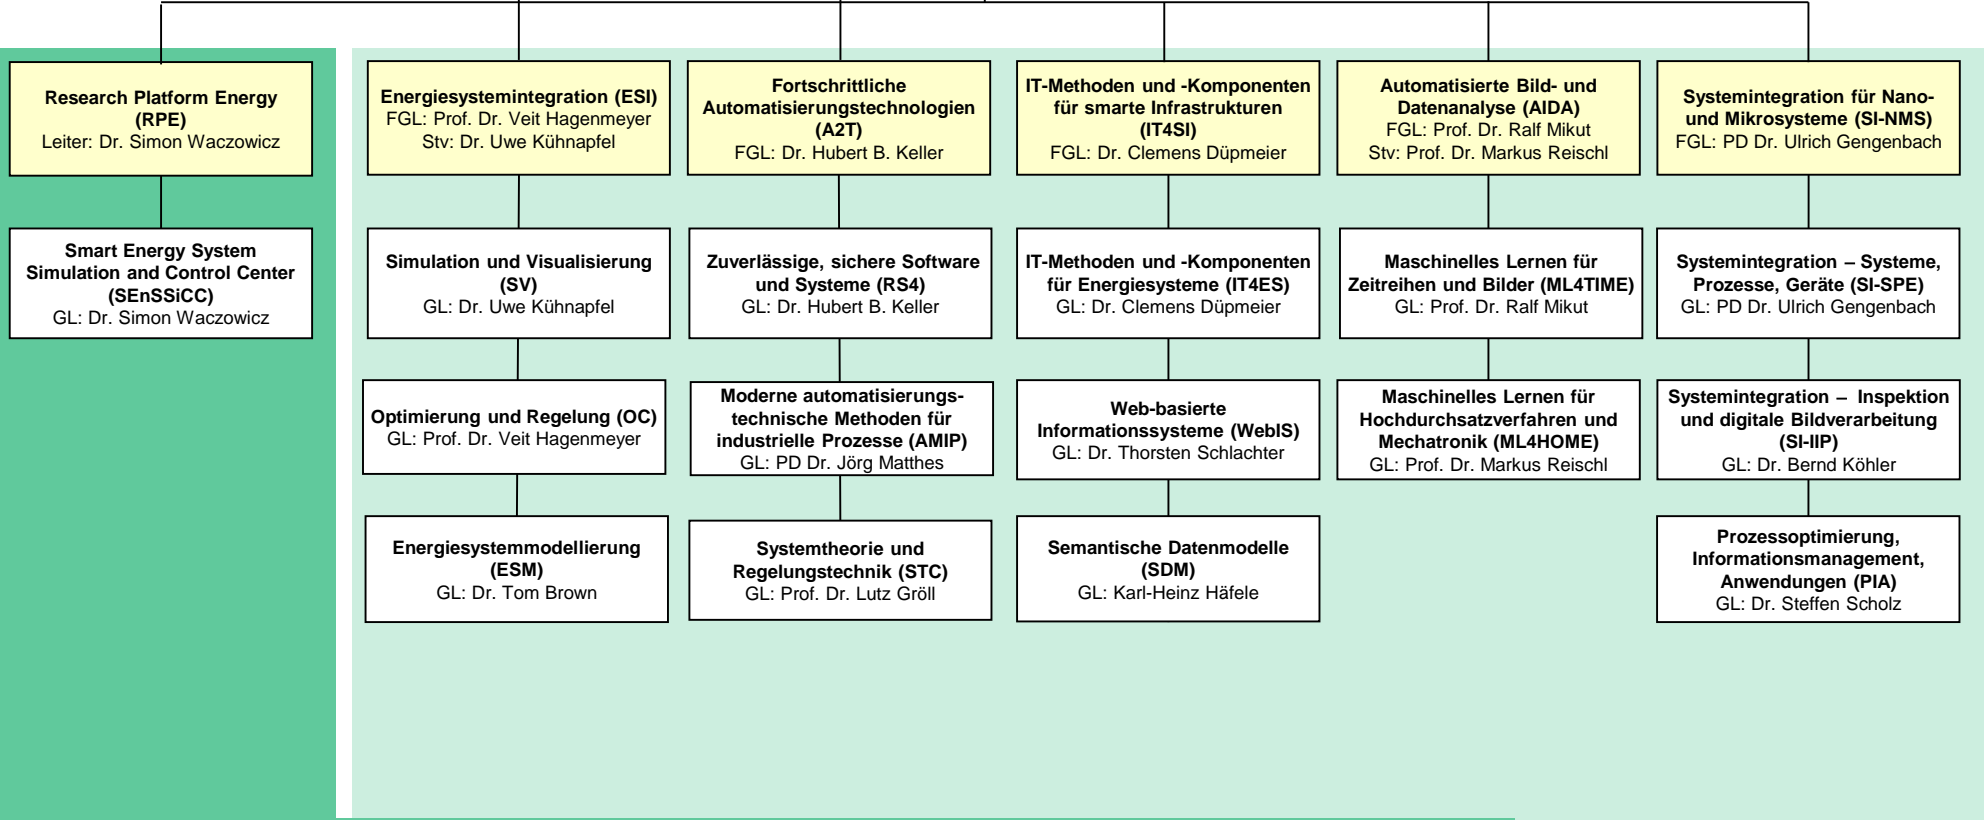 Research Platform Energy
(RPE)
Leiter: Dr. Simon Waczowicz
Smart Energy System
Simulation and Control Center
(SEnSSiCC)
GL: Dr. Simon Waczowicz
Energiesystemintegration (ESI)
FGL: Prof. Dr. Veit Hagenmeyer
Stv: Dr. Uwe Kühnapfel
Simulation und Visualisierung
(SV)
GL: Dr. Uwe Kühnapfel
Optimierung und Regelung (OC)
GL: Prof. Dr. Veit Hagenmeyer
Energiesystemmodellierung
(ESM)
GL: Dr. Tom Brown
Fortschrittliche
Automatisierungstechnologien
(A2T)
FGL: Dr. Hubert B. Keller
Zuverlässige, sichere Software
und Systeme (RS4)
GL: Dr. Hubert B. Keller
Moderne automatisierungs-
technische Methoden für
industrielle Prozesse (AMIP)
GL: PD Dr. Jörg Matthes
Systemtheorie und
Regelungstechnik (STC)
GL: Prof. Dr. Lutz Gröll
IT-Methoden und -Komponenten
für smarte Infrastrukturen
(IT4SI)
FGL: Dr. Clemens Düpmeier
IT-Methoden und -Komponenten
für Energiesysteme (IT4ES)
GL: Dr. Clemens Düpmeier
Web-basierte
Informationssysteme (WebIS)
GL: Dr. Thorsten Schlachter
Semantische Datenmodelle
(SDM)
GL: Karl-Heinz Häfele
Automatisierte Bild- und
Datenanalyse (AIDA)
FGL: Prof. Dr. Ralf Mikut
Stv: Prof. Dr. Markus Reischl
Maschinelles Lernen für
Zeitreihen und Bilder (ML4TIME)
GL: Prof. Dr. Ralf Mikut
Maschinelles Lernen für
Hochdurchsatzverfahren und
Mechatronik (ML4HOME)
GL: Prof. Dr. Markus Reischl
Systemintegration für Nano-
und Mikrosysteme (SI-NMS)
FGL: PD Dr. Ulrich Gengenbach
Systemintegration – Systeme,
Prozesse, Geräte (SI-SPE)
GL: PD Dr. Ulrich Gengenbach
Systemintegration – Inspektion
und digitale Bildverarbeitung
(SI-IIP)
GL: Dr. Bernd Köhler
Prozessoptimierung,
Informationsmanagement,
Anwendungen (PIA)
GL: Dr. Steffen Scholz